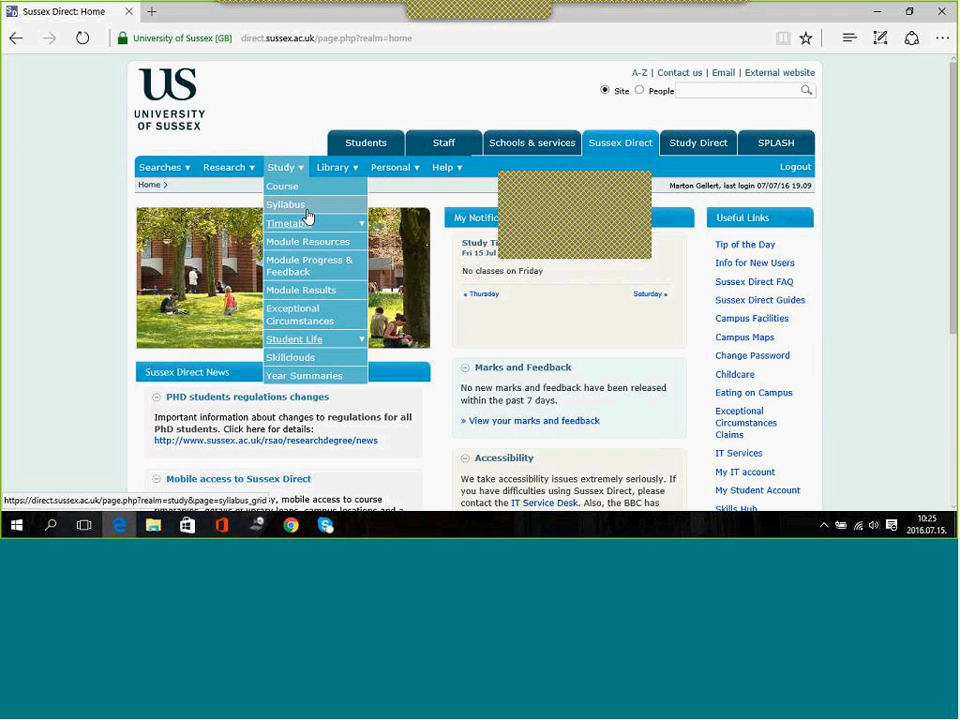 Sussex Direct: Home
University of Sussex [GB] direct.sussex.ac.uk/page.php?realm=home
US
UNIVERSITY
OF SUSSEX
A-Z | Contact us | Email | External website
Site People
Students Staff Schools & services Sussex Direct Study Direct SPLASH
Searches Research Study Library Personal Help Logout
Home > Marton Gellert, last login 07/07/16 19.09
Course
Syllabus
Module Resources
Module Progress &
Feedback
Module Results
Exceptional
Circumstances
Student Life
Skillclouds
Year Summaries
Sussex Direct News
PHD students regulations changes
Important information about changes to regulations for all
PhD students. Click here for details:
http://www.sussex.ac.uk/rsao/researchdegree/news
Mobile access to Sussex Direct
mobile access to course
My
Study
Fri 15 Jul
No classes on Friday
« Thursday Saturday »
Marks and Feedback
No new marks and feedback have been released
within the past 7 days.
» View your marks and feedback
Accessibility
We take accessibility issues extremely seriously. If
you have difficulties using Sussex Direct, please
contact the IT Service Desk. Also, the BBC has
Useful Links
Tip of the Day
Info for New Users
Sussex Direct FAQ
Sussex Direct Guides
Campus Facilities
Campus Maps
Change Password
Childcare
Eating on Campus
Exceptional
Circumstances
Claims
IT Services
My IT account
My Student Account
Skills Hub
https://direct.sussex.ac.uk/page.php?realm=study&page=syllabus_grid
10:25
2016.07.15.